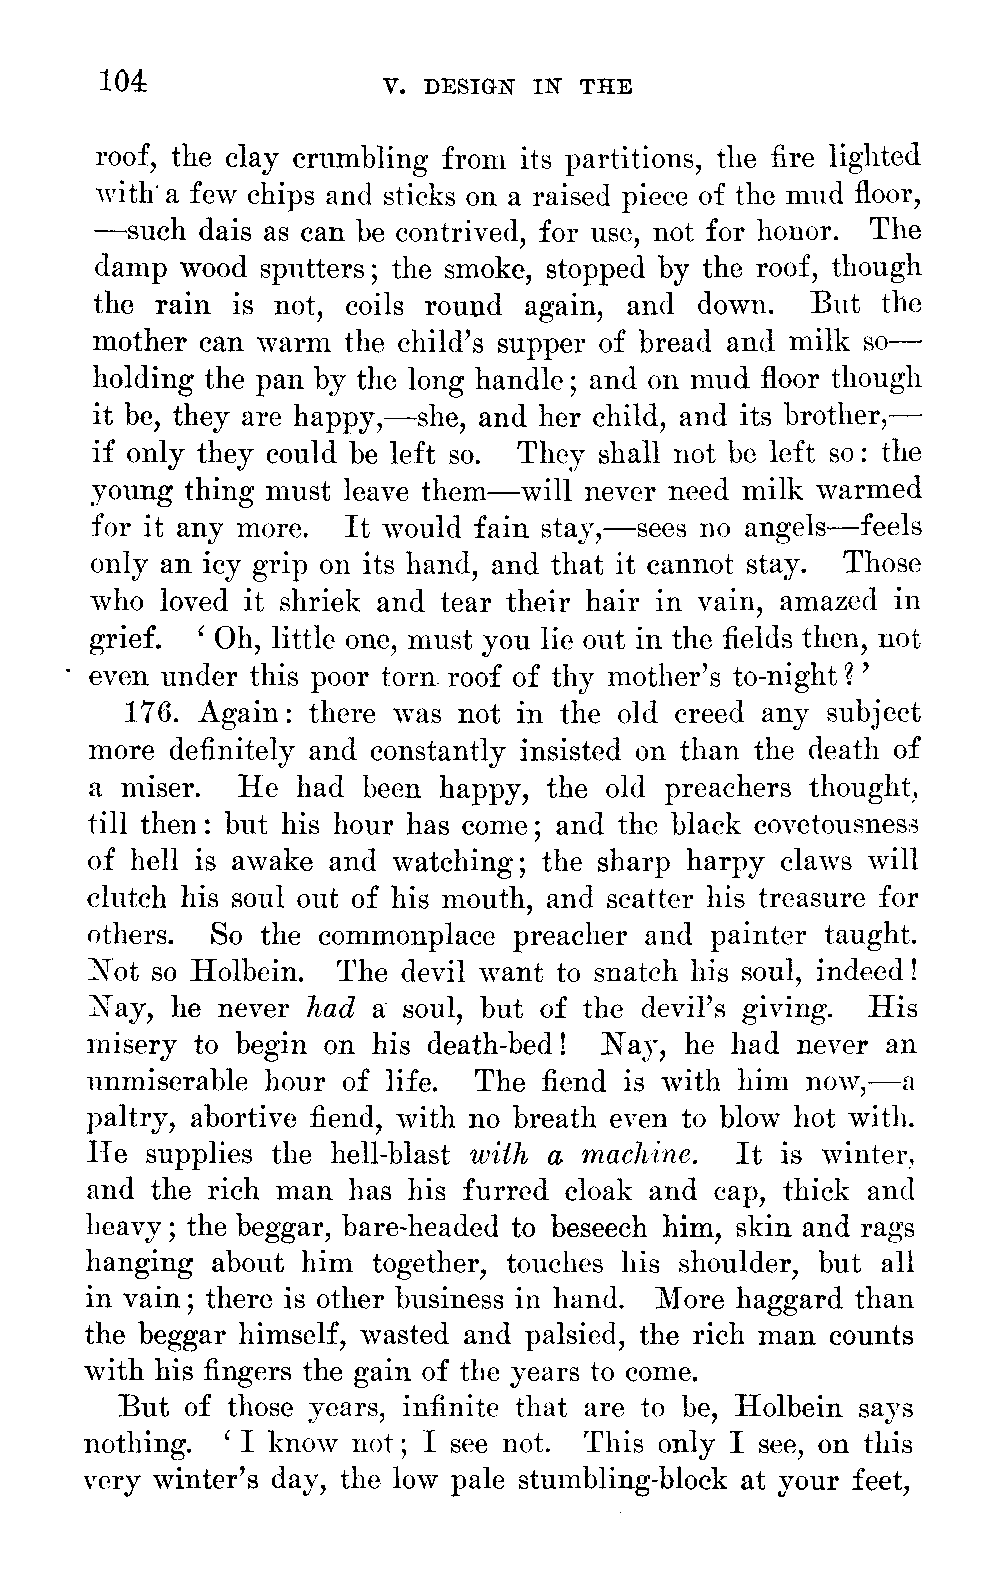 104
V. DESIGN IN THE
roof, the clay crumbling from its partitions, the fire lighted
with a few chips and sticks on a raised piece of the mud floor,
—such dais as can be contrived, for use, not for honor. The
damp wood sputters; the smoke, stopped by the roof, though
the rain is not, coils round again, and down. But the
mother can warm the child's supper of bread and milk so—
holding the pan by the long handle; and on mud floor though
it be, they are happy,—she, and her child, and its brother,—
if only they could be left so. They shall not be left so: the
young thing must leave them—will never need milk warmed
for it any more. It would fain stay,—sees no angels—feels
only an icy grip on its hand, and that it cannot stay. Those
who loved it shriek and tear their hair in vain, amazed in
grief. ‘Oh, little one, must you lie out in the fields then, not
even under this poor torn roof of thy mother's to-night?’
176. Again: there was not in the old creed any subject
more definitely and constantly insisted on than the death of
a miser. He had been happy, the old preachers thought,
till then: but his hour has come; and the black covetousness
of hell is awake and watching; the sharp harpy claws will
clutch his soul out of his mouth, and scatter his treasure for
others. So the commonplace preacher and painter taught.
Not so Holbein. The devil want to snatch his soul, indeed!
Nay, he never had a soul, but of the devil's giving. His
misery to begin on his death-bed! Nay, he had never an
unmiserable hour of life. The fiend is with him now,—a
paltry, abortive fiend, with no breath even to blow hot with.
He supplies the hell-blast with a machine. It is winter,
and the rich man has his furred cloak and cap, thick and
heavy; the beggar, bare-headed to beseech him, skin and rags
hanging about him together, touches his shoulder, but all
in vain; there is other business in hand. More haggard than
the beggar himself, wasted and palsied, the rich man counts
with his fingers the gain of the years to come.
But of those years, infinite that are to be, Holbein says
nothing. ‘I know not; I see not. This only I see, on this
very winter's day, the low pale stumbling-block at your feet,